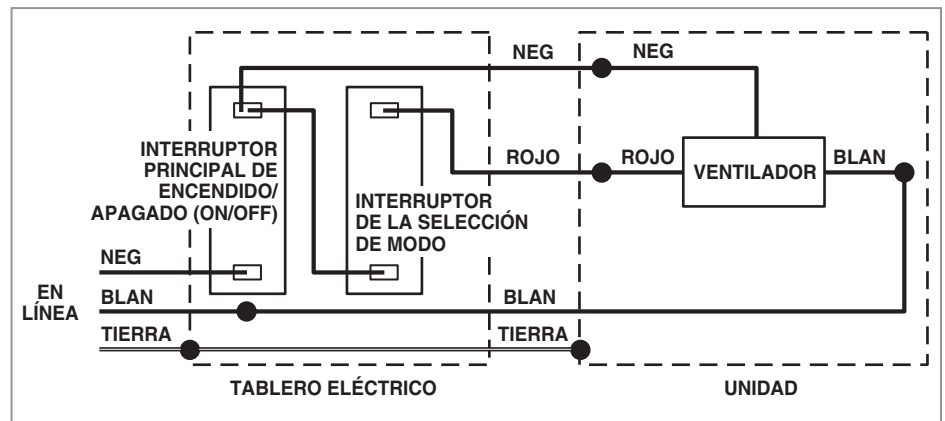 NEG
NEG
INTERRUPTOR
PRINCIPAL DE
ENCENDIDO/
APAGADO (ON/OFF)
INTERRUPTOR
DE LA SELECCIÓN
DE MODO
ROJO
ROJO
VENTILADOR
BLAN
NEG
EN
LÍNEA
BLAN
BLAN
TIERRA
TIERRA
TABLERO ELÉCTRICO
UNIDAD